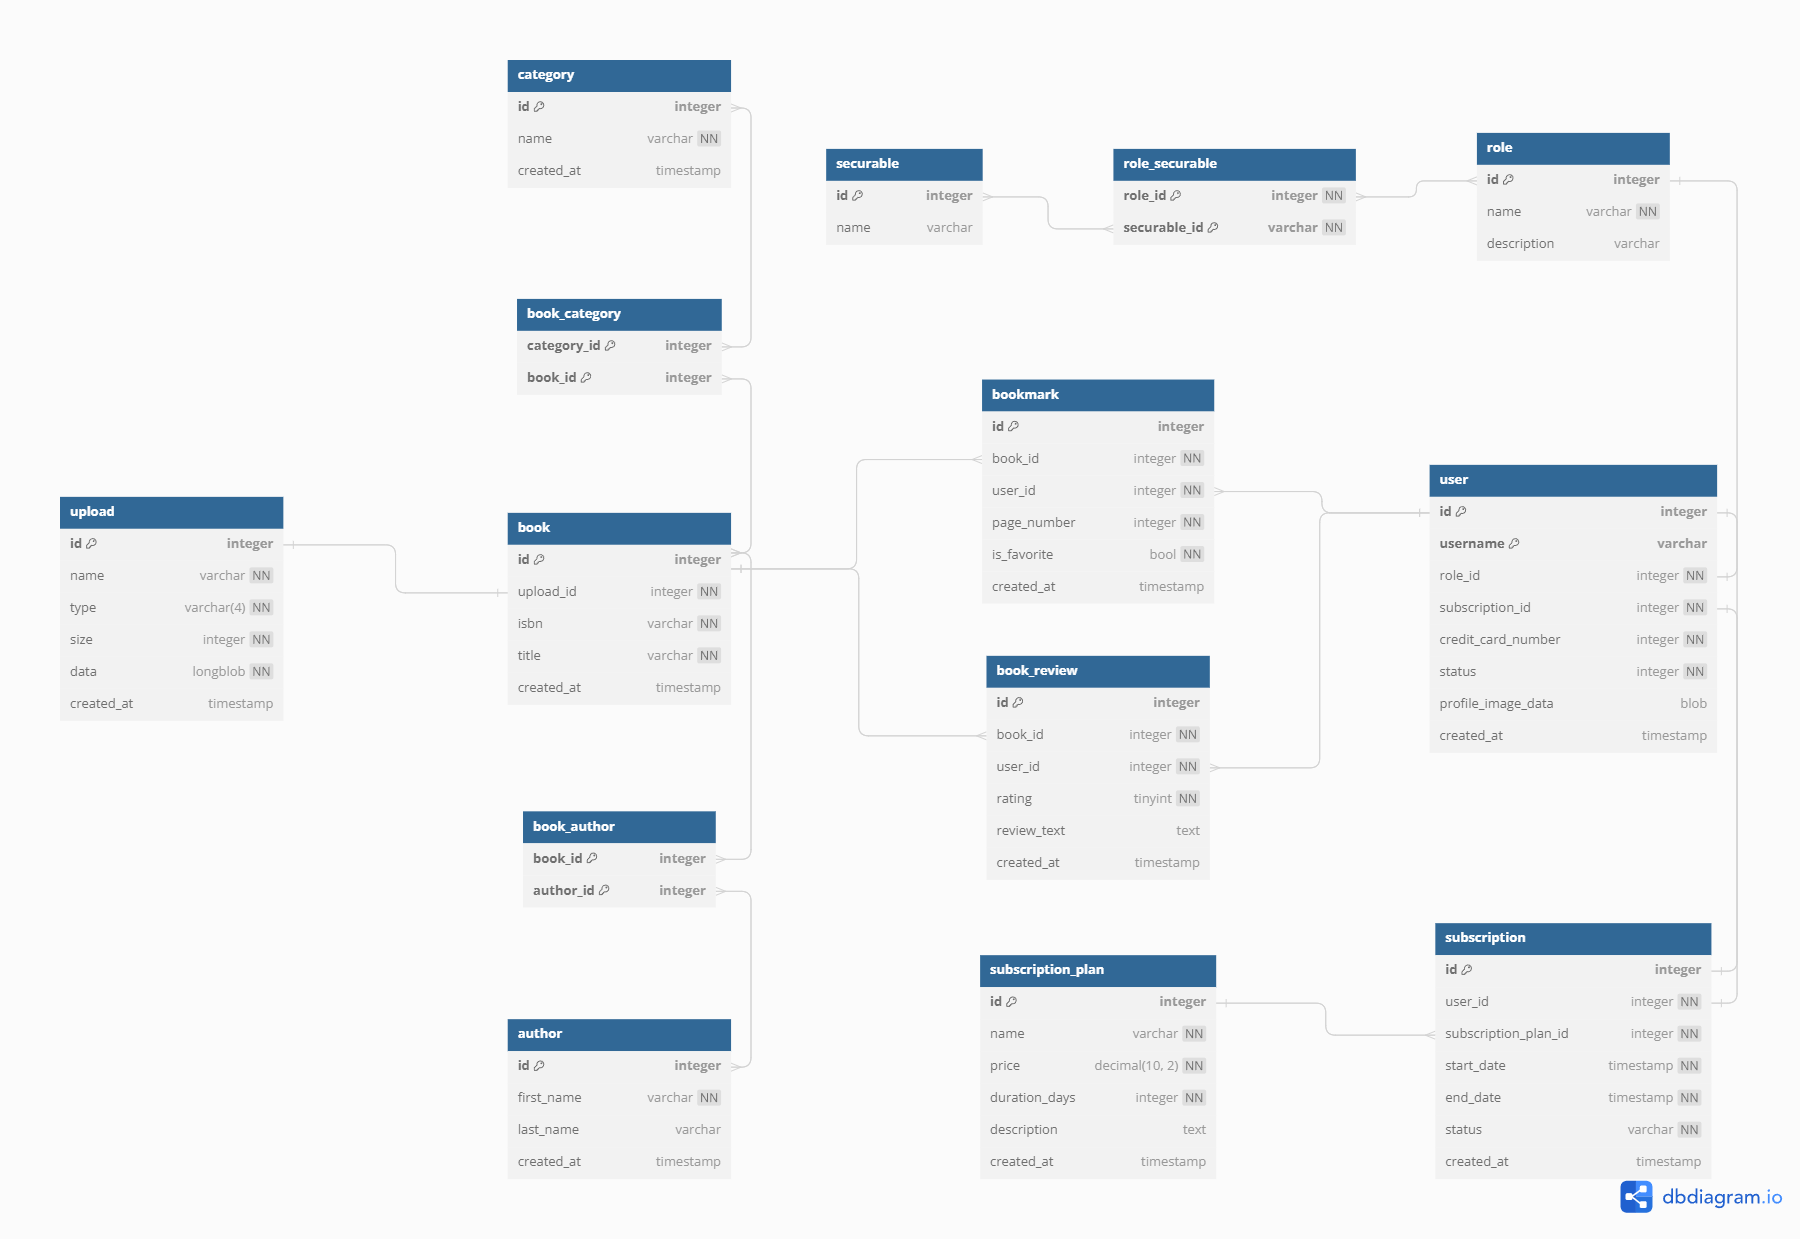 category
id integer
name varchar NN
created_at timestamp
securable
id integer
name varchar
role_securable
role_id integer NN
securable_id varchar NN
role
id integer
name varchar NN
description varchar
book_category
category_id integer
book_id integer
bookmark
id integer
book_id integer NN
user_id integer NN
page_number integer NN
is_favorite bool NN
created_at timestamp
user
id integer
username varchar
role_id integer NN
subscription_id integer NN
credit_card_number integer NN
status integer NN
profile_image_data blob
created_at timestamp
upload
id integer
name varchar NN
type varchar(4) NN
size integer NN
data longblob NN
created_at timestamp
book
id integer
upload_id integer NN
isbn varchar NN
title varchar NN
created_at timestamp
book_review
id integer
book_id integer NN
user_id integer NN
rating tinyint NN
review_text text
created_at timestamp
book_author
book_id integer
author_id integer
author
id integer
first_name varchar NN
last_name varchar
created_at timestamp
subscription_plan
id integer
name varchar NN
price decimal(10, 2) NN
duration_days integer NN
description text
created_at timestamp
subscription
id integer
user_id integer NN
subscription_plan_id integer NN
start_date timestamp NN
end_date timestamp NN
status varchar NN
created_at timestamp
dbdiagram.io